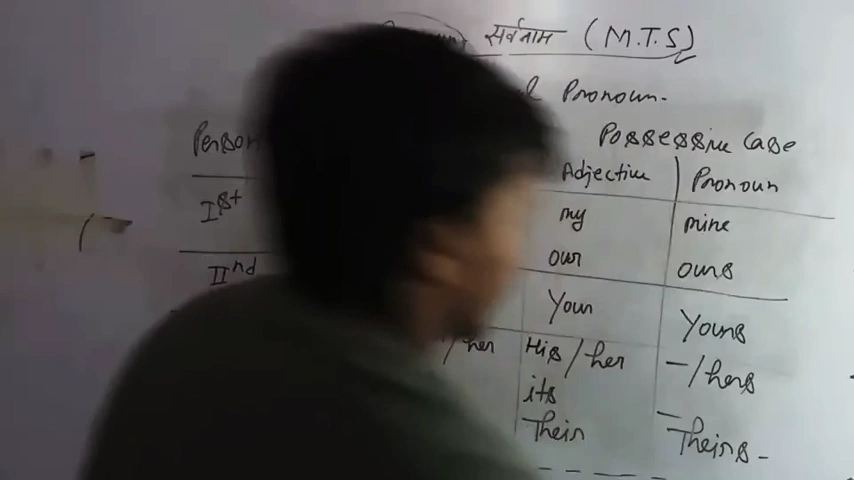 सर्वनाम (M.T.S)
Pronoun.
Person Possessive Case
Adjective Pronoun
Ist my mine
our ours
IInd Your Yours
/her His/her -/hers
its -
Their Theirs-